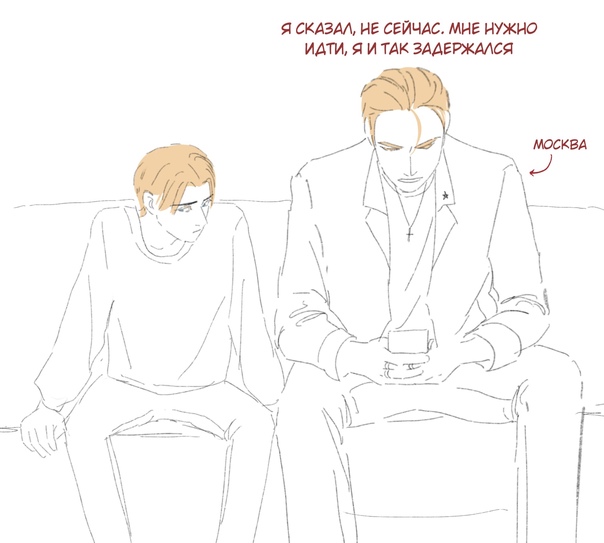 Я СКАЗАЛ, НЕ СЕЙЧАС. МНЕ НУЖНО
ИДТИ, Я И ТАК ЗАДЕРЖАЛСЯ
МОСКВА